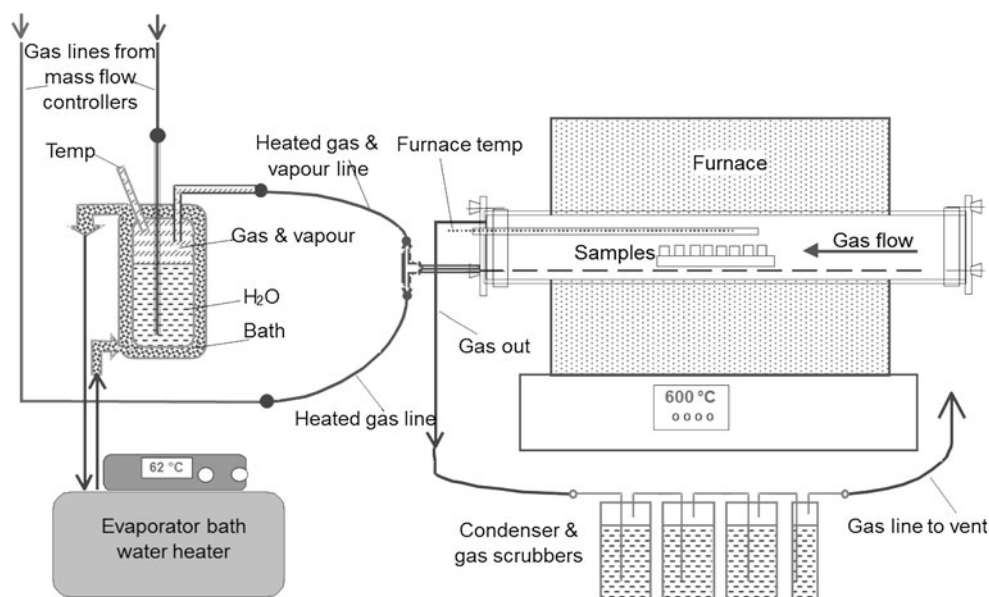 Gas lines from
mass flow
controllers
Temp
Heated gas &
vapour line
Furnace temp
Furnace
Gas & vapour
Samples
Gas flow
H₂O
Bath
Gas out
Heated gas line
600 °C
62 °C
Evaporator bath
water heater
Condenser &
gas scrubbers
Gas line to vent